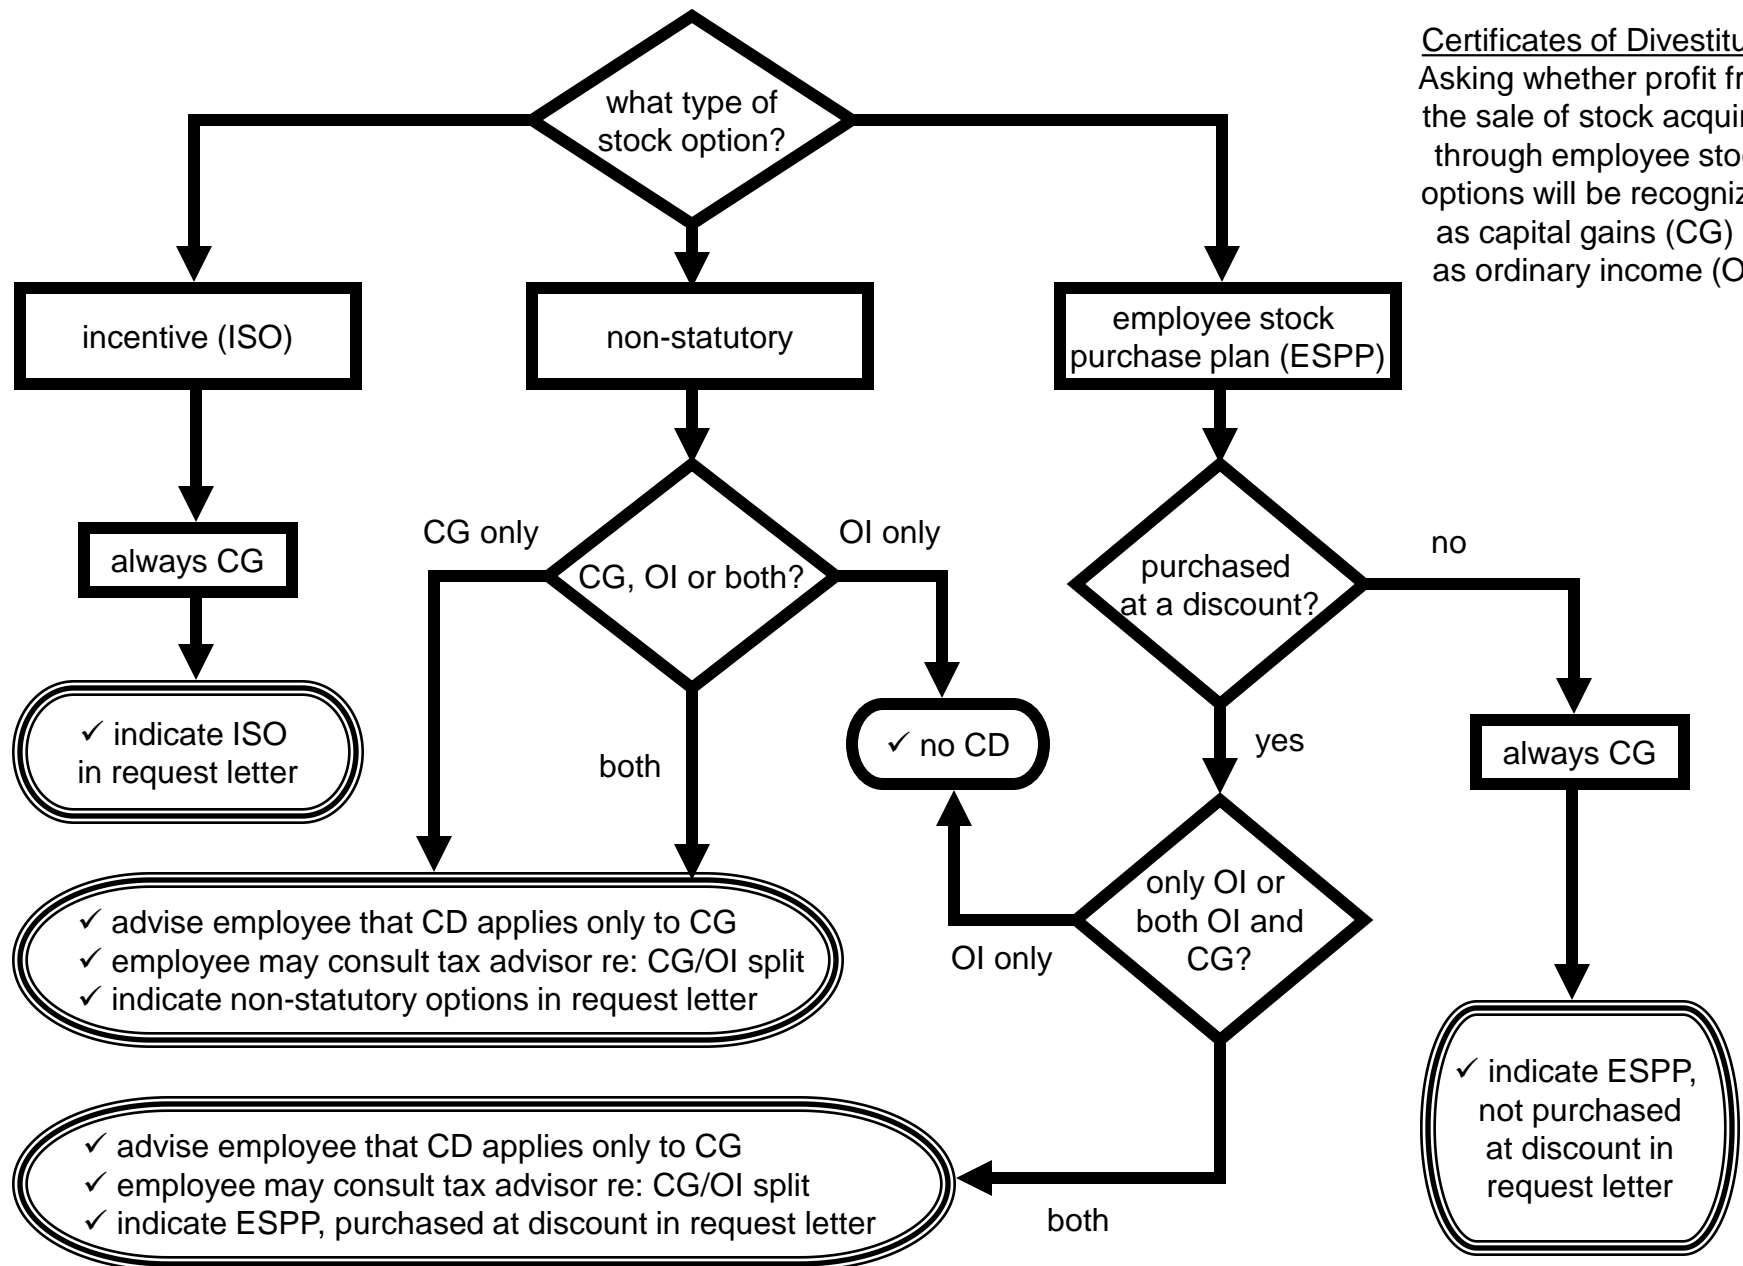 Certificates of
Asking whether profit
the sale of stock
through employee
options will be
as capital gains (CG)
as ordinary income
what type of
stock option?
incentive (ISO)
non-statutory
employee stock
purchase plan (ESPP)
always CG
CG only
CG, OI or both?
OI only
purchased
at a discount?
no
✓ indicate ISO
in request letter
both
✓ no CD
yes
always CG
✓ advise employee that CD applies only to CG
✓ employee may consult tax advisor re: CG/OI split
✓ indicate non-statutory options in request letter
only OI or
both OI and
CG?
OI only
✓ indicate ESPP,
not purchased
at discount in
request letter
✓ advise employee that CD applies only to CG
✓ employee may consult tax advisor re: CG/OI split
✓ indicate ESPP, purchased at discount in request letter
both